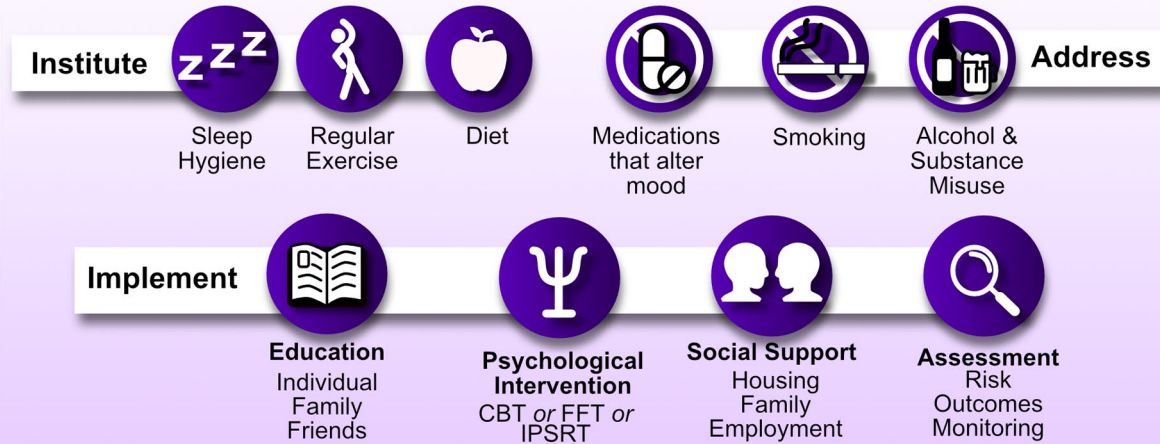 Institute
z z z
Sleep
Hygiene
Regular
Exercise
Diet
Medications
that alter
mood
Smoking
Alcohol &
Substance
Misuse
Address
Implement
Education
Individual
Family
Friends
Ψ
Psychological
Intervention
CBT or FFT or
IPSRT
Social Support
Housing
Family
Employment
Assessment
Risk
Outcomes
Monitoring